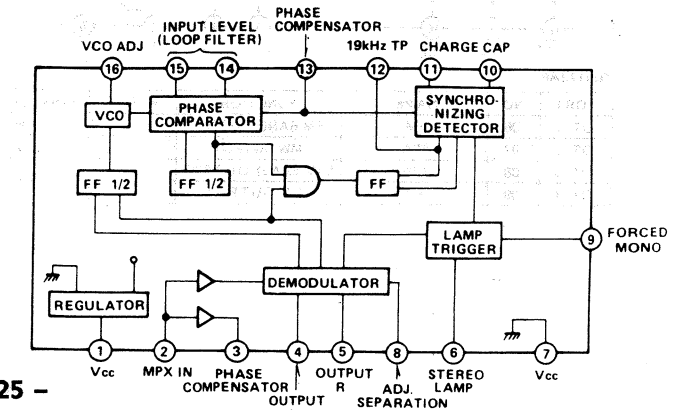 PHASE
COMPENSATOR
INPUT LEVEL
(LOOP FILTER)
VCO ADJ
19kHz TP
CHARGE CAP
16
15
14
13
12
11
10
VCO
PHASE
COMPARATOR
SYNCHRO-
NIZING
DETECTOR
FF 1/2
FF 1/2
FF
LAMP
TRIGGER
9
FORCED
MONO
DEMODULATOR
REGULATOR
1
2
3
4
5
8
6
7
Vcc
MPX IN
PHASE
COMPENSATOR
OUTPUT
OUTPUT
R
ADJ.
SEPARATION
STEREO
LAMP
Vcc
25 –